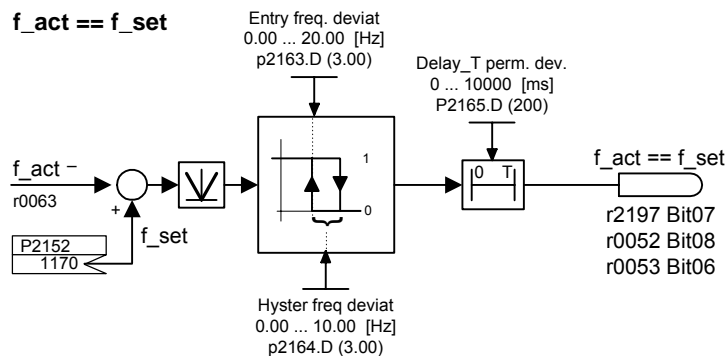 f_act == f_set
Entry freq. deviat
0.00 ... 20.00 [Hz]
p2163.D (3.00)
Delay_T perm. dev.
0 ... 10000 [ms]
P2165.D (200)
f_act −
r0063
+
f_set
P2152
1170
1
0
0 T
f_act == f_set
r2197 Bit07
r0052 Bit08
r0053 Bit06
Hyster freq deviat
0.00 ... 10.00 [Hz]
p2164.D (3.00)